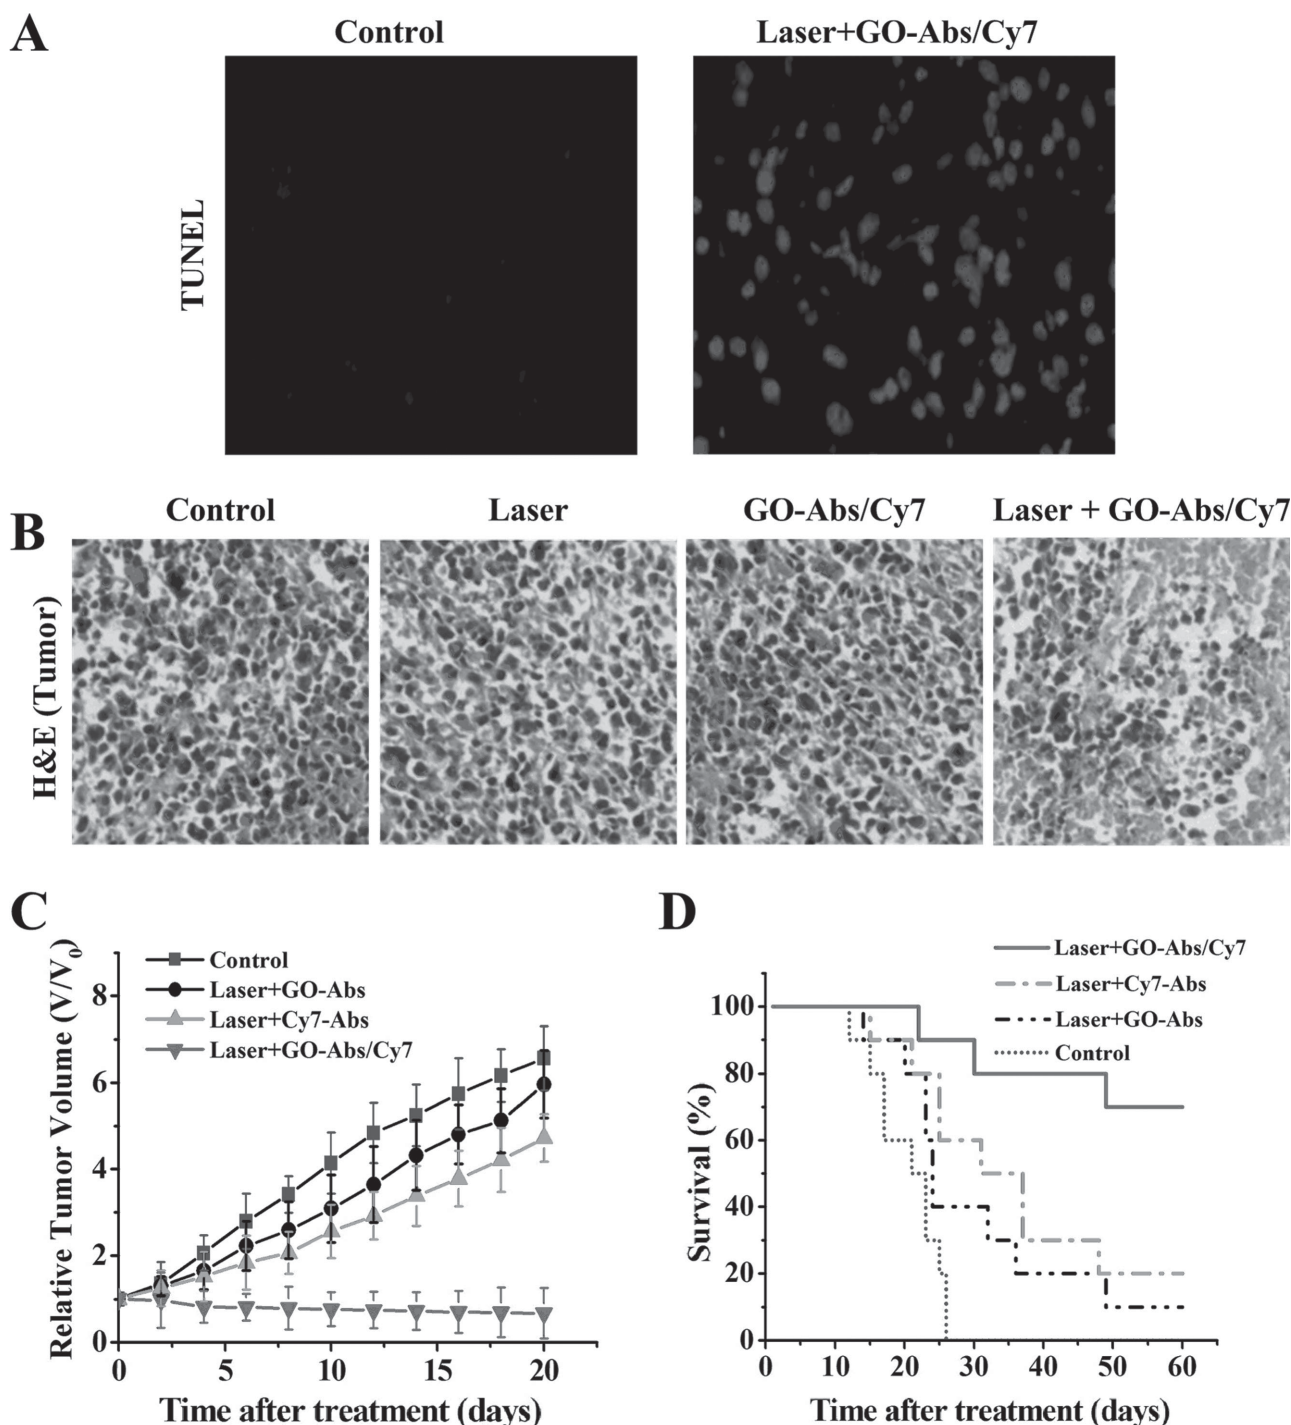 A
Control
Laser+GO-Abs/Cy7
TUNEL
B
Control
Laser
GO-Abs/Cy7
Laser + GO-Abs/Cy7
H&E (Tumor)
C
Relative Tumor Volume (V/V0)
Control
Laser+GO-Abs
Laser+Cy7-Abs
Laser+GO-Abs/Cy7
8
6
4
2
0
0
5
10
15
20
Time after treatment (days)
D
Survival (%)
Laser+GO-Abs/Cy7
Laser+Cy7-Abs
Laser+GO-Abs
Control
100
80
60
40
20
0
0
10
20
30
40
50
60
Time after treatment (days)